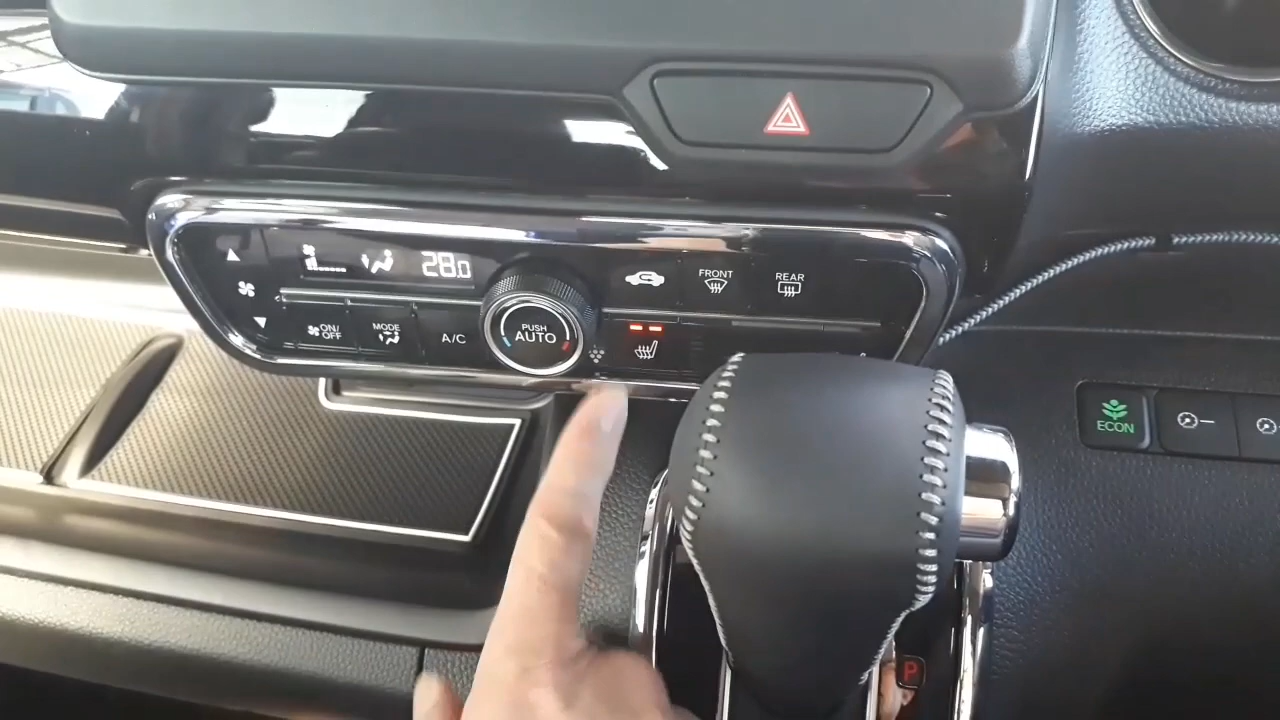 28.0
FRONT
REAR
ON/
OFF
MODE
A/C
PUSH
AUTO
ECON
P